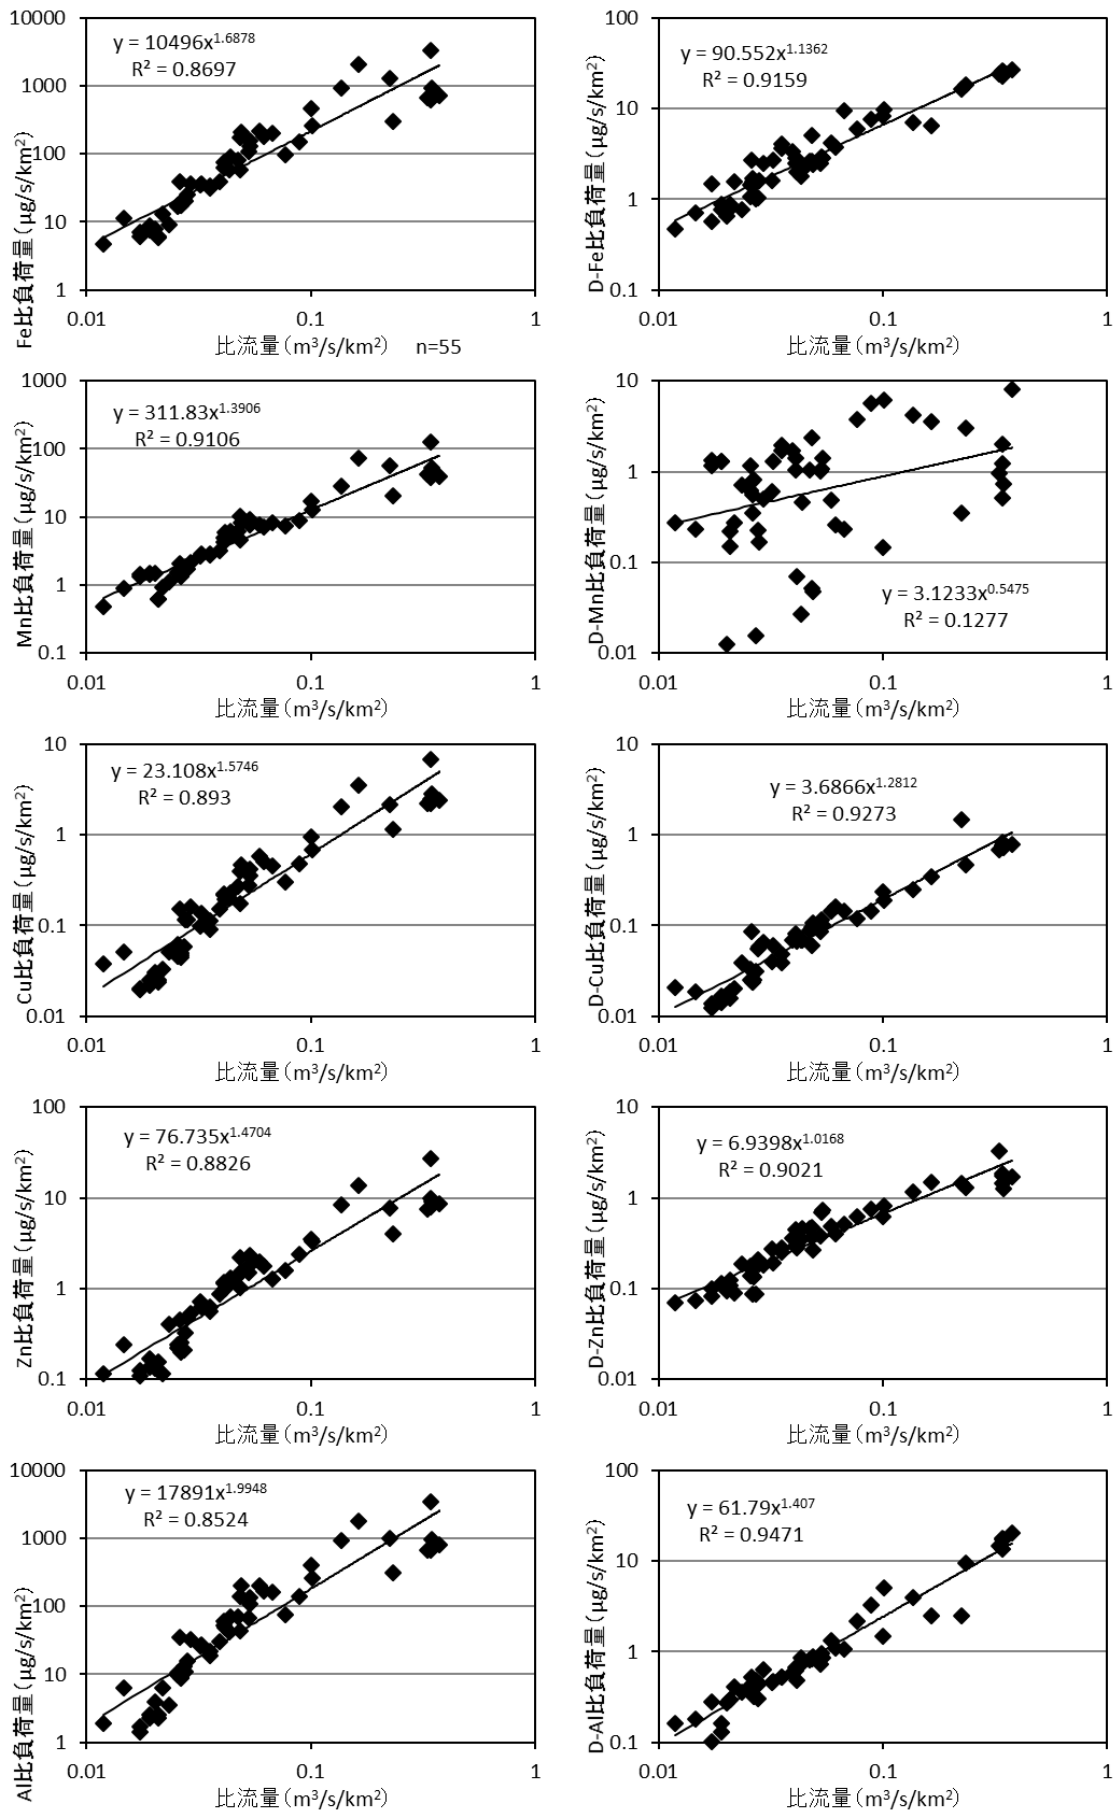 10000
1000
100
10
1
y = 10496x^1.6878
R² = 0.8697
Fe比負荷量(μg/s/km²)
0.01 0.1 1
比流量(m³/s/km²) n=55
100
10
1
0.1
y = 90.552x^1.1362
R² = 0.9159
D-Fe比負荷量(μg/s/km²)
0.01 0.1 1
比流量(m³/s/km²)
1000
100
10
1
0.1
y = 311.83x^1.3906
R² = 0.9106
Mn比負荷量(μg/s/km²)
0.01 0.1 1
比流量(m³/s/km²)
10
1
0.1
0.01
y = 3.1233x^0.5475
R² = 0.1277
D-Mn比負荷量(μg/s/km²)
0.01 0.1 1
比流量(m³/s/km²)
10
1
0.1
0.01
y = 23.108x^1.5746
R² = 0.893
Cu比負荷量(μg/s/km²)
0.01 0.1 1
比流量(m³/s/km²)
10
1
0.1
0.01
y = 3.6866x^1.2812
R² = 0.9273
D-Cu比負荷量(μg/s/km²)
0.01 0.1 1
比流量(m³/s/km²)
100
10
1
0.1
y = 76.735x^1.4704
R² = 0.8826
Zn比負荷量(μg/s/km²)
0.01 0.1 1
比流量(m³/s/km²)
10
1
0.1
0.01
y = 6.9398x^1.0168
R² = 0.9021
D-Zn比負荷量(μg/s/km²)
0.01 0.1 1
比流量(m³/s/km²)
10000
1000
100
10
1
y = 17891x^1.9948
R² = 0.8524
Al比負荷量(μg/s/km²)
0.01 0.1 1
比流量(m³/s/km²)
100
10
1
0.1
y = 61.79x^1.407
R² = 0.9471
D-Al比負荷量(μg/s/km²)
0.01 0.1 1
比流量(m³/s/km²)